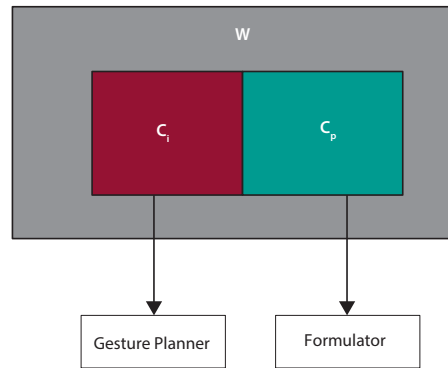 W
Cᵢ
Cₚ
Gesture Planner
Formulator